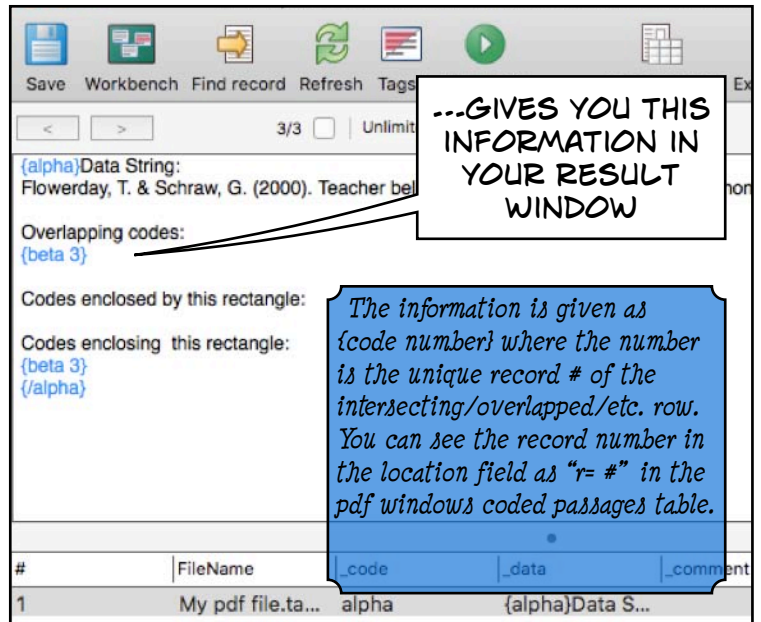 Save Workbench Find record Refresh Tags Ex
< > 3/3 Unlimit
...GIVES YOU THIS
INFORMATION IN
YOUR RESULT
WINDOW
{alpha}Data String:
Flowerday, T. & Schraw, G. (2000). Teacher bel
Overlapping codes:
{beta 3}
Codes enclosed by this rectangle:
Codes enclosing this rectangle:
{beta 3}
{/alpha}
The information is given as
{code number} where the number
is the unique record # of the
intersecting/overlapped/etc. row.
You can see the record number in
the location field as "r= #" in the
pdf windows coded passages table.
# FileName _code _data _comment
1 My pdf file.ta... alpha {alpha}Data S...